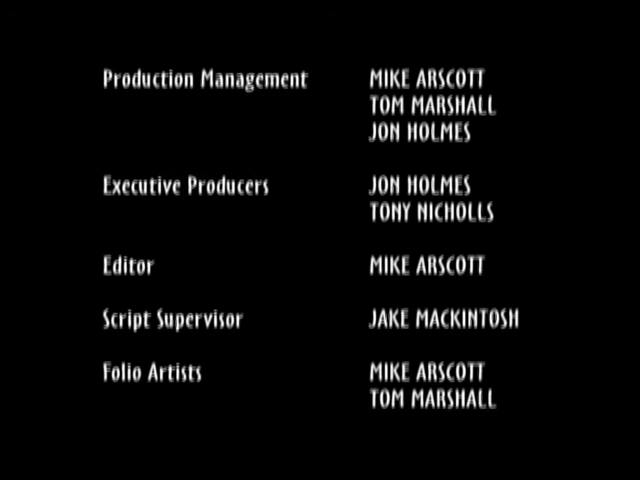 Production Management MIKE ARSCOTT
TOM MARSHALL
JON HOLMES
Executive Producers JON HOLMES
TONY NICHOLLS
Editor MIKE ARSCOTT
Script Supervisor JAKE MACKINTOSH
Folio Artists MIKE ARSCOTT
TOM MARSHALL